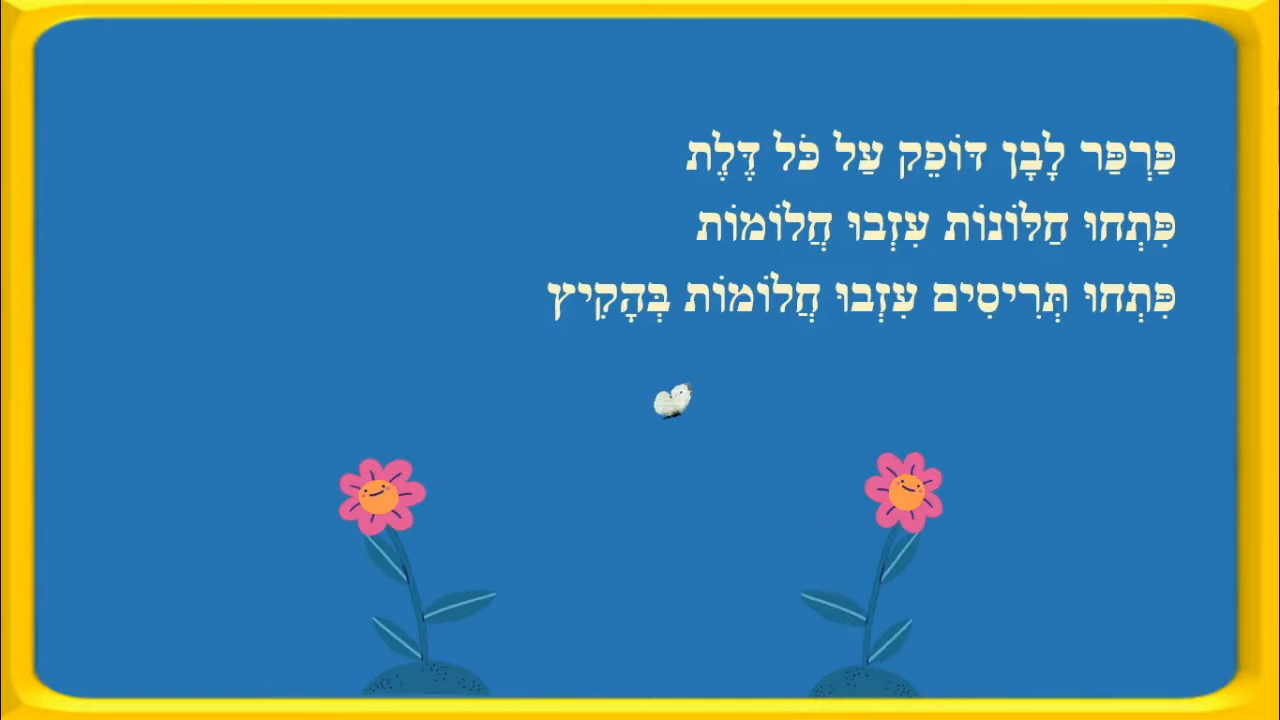 פַּרְפַּר לָבָן דּוֹפֵק עַל כֹּל דֶּלֶת
פִּתְחוּ חַלּוֹנוֹת עִזְבוּ חֲלוֹמוֹת
פִּתְחוּ תְּרִיסִים עִזְבוּ חֲלוֹמוֹת בְּהָקִיץ